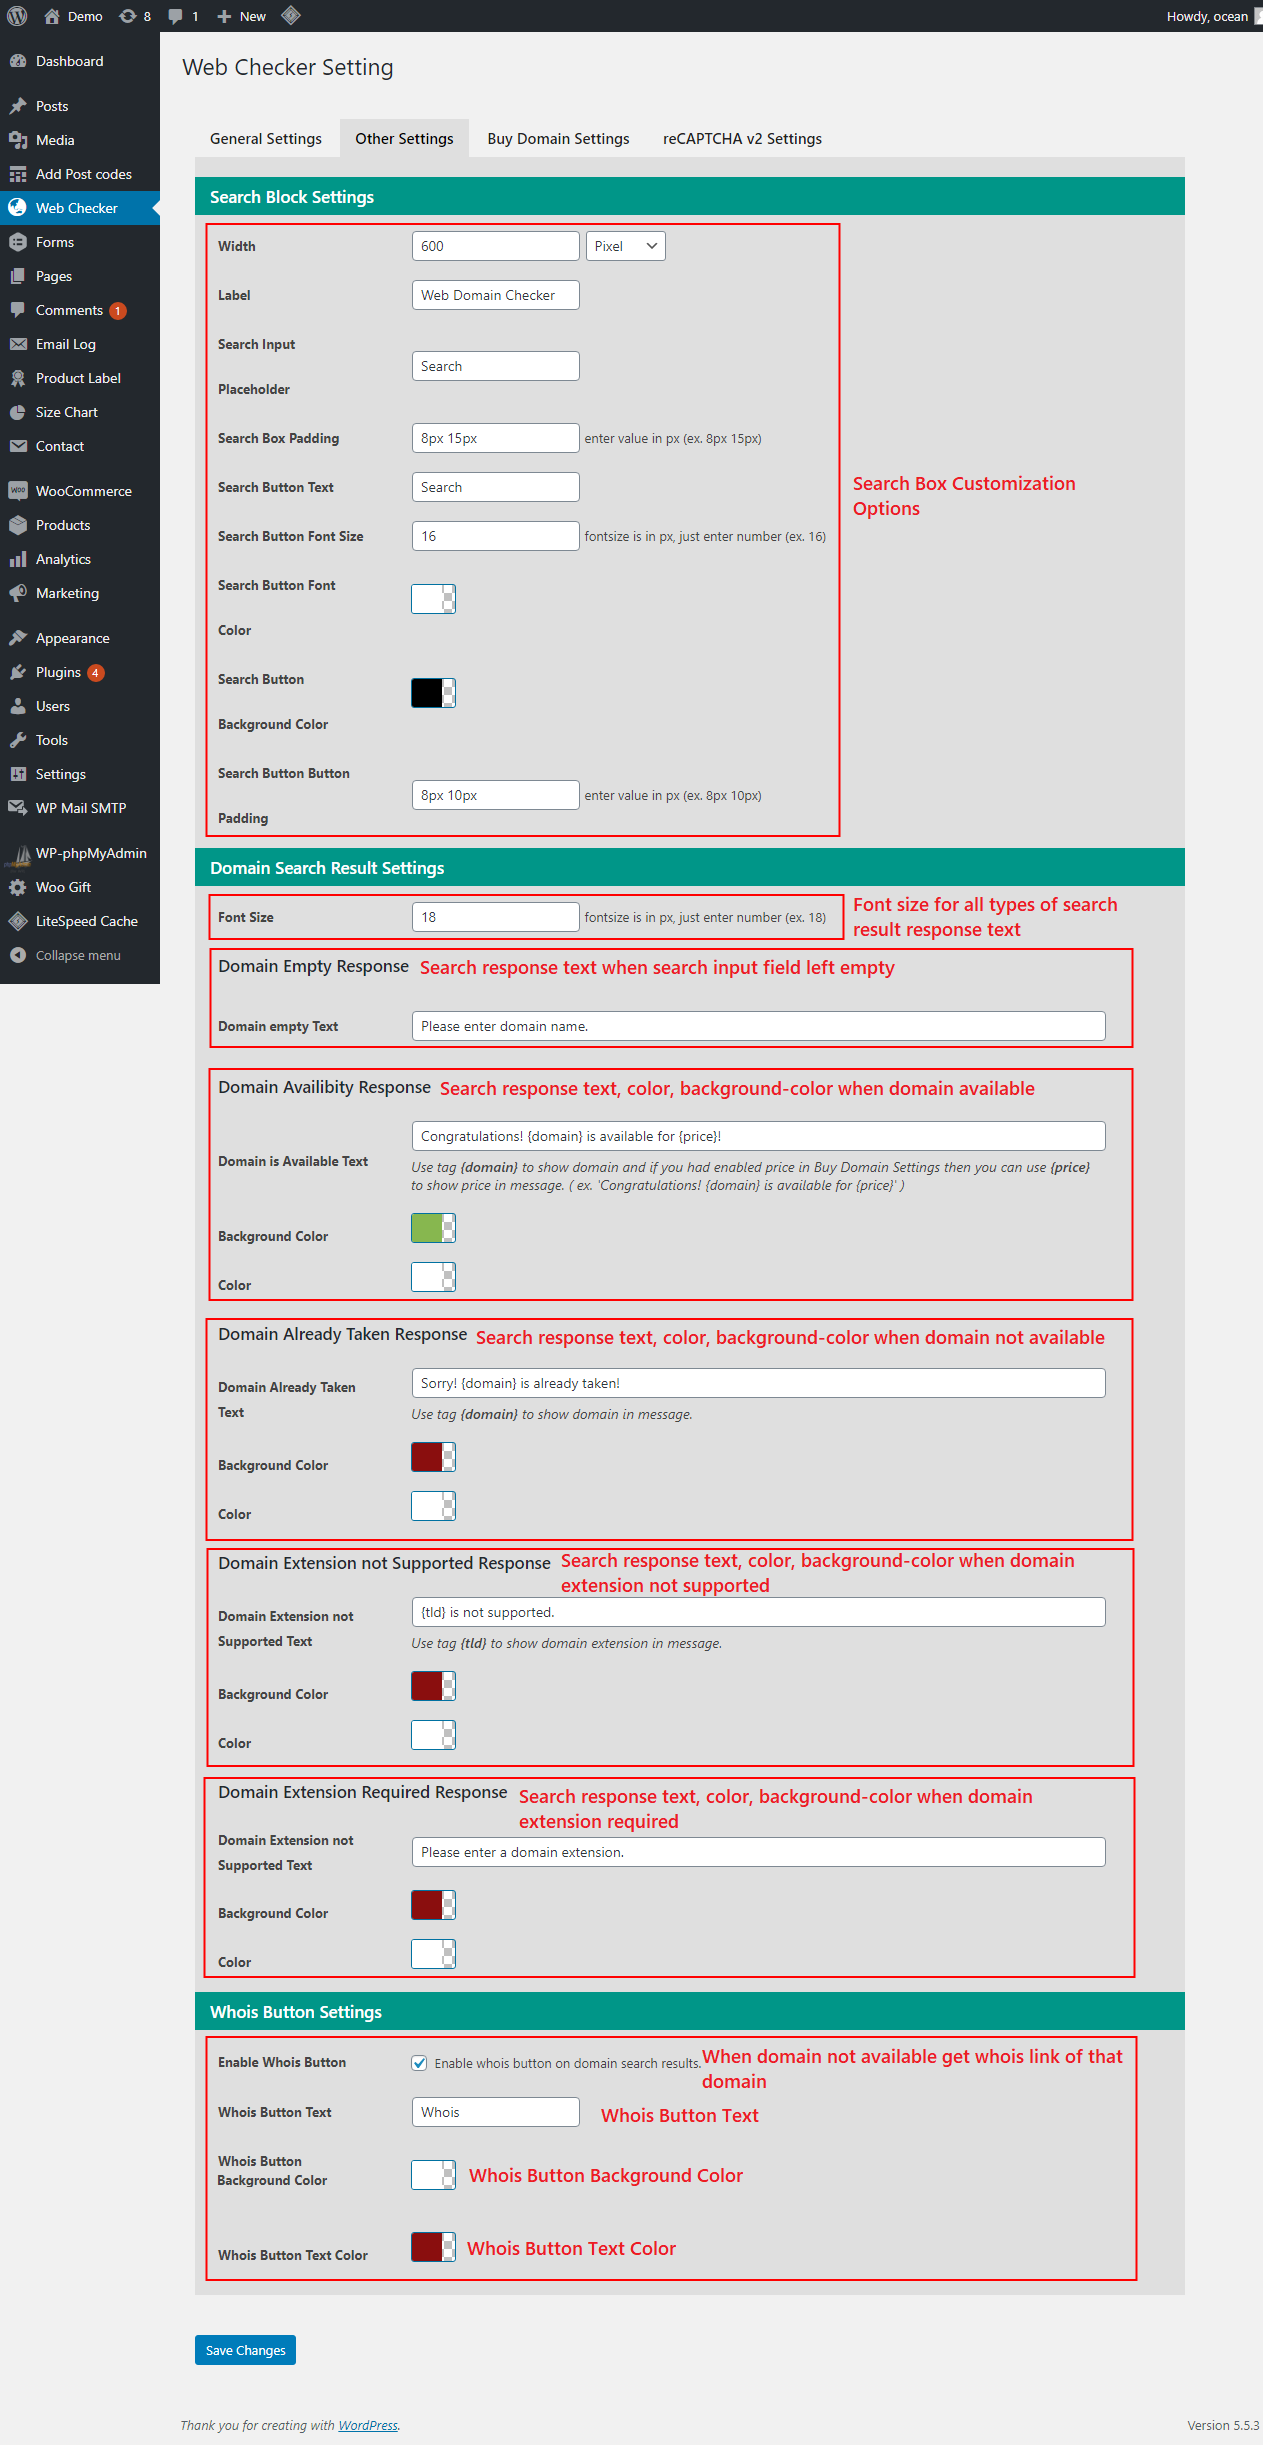 Demo 8 1 New Howdy, ocean
Dashboard
Posts
Media
Add Post codes
Web Checker
Forms
Pages
Comments 1
Email Log
Product Label
Size Chart
Contact
WooCommerce
Products
Analytics
Marketing
Appearance
Plugins 4
Users
Tools
Settings
WP Mail SMTP
WP-phpMyAdmin
Woo Gift
LiteSpeed Cache
Collapse menu
Web Checker Setting
General Settings Other Settings Buy Domain Settings reCAPTCHA v2 Settings
Search Block Settings
Width 600 Pixel
Label Web Domain Checker
Search Input
Placeholder
Search
Search Box Padding 8px 15px enter value in px (ex. 8px 15px)
Search Button Text Search
Search Button Font Size 16 fontsize is in px, just enter number (ex. 16)
Search Button Font
Color
Search Button
Background Color
Search Button Button
Padding
8px 10px enter value in px (ex. 8px 10px)
Search Box Customization
Options
Domain Search Result Settings
Font Size 18 fontsize is in px, just enter number (ex. 18)
Font size for all types of search
result response text
Domain Empty Response Search response text when search input field left empty
Domain empty Text Please enter domain name.
Domain Availibity Response Search response text, color, background-color when domain available
Domain is Available Text
Congratulations! {domain} is available for {price}!
Use tag {domain} to show domain and if you had enabled price in Buy Domain Settings then you can use {price}
to show price in message. ( ex. 'Congratulations! {domain} is available for {price}' )
Background Color
Color
Domain Already Taken Response Search response text, color, background-color when domain not available
Domain Already Taken
Text
Sorry! {domain} is already taken!
Use tag {domain} to show domain in message.
Background Color
Color
Domain Extension not Supported Response
Search response text, color, background-color when domain
extension not supported
Domain Extension not
Supported Text
{tld} is not supported.
Use tag {tld} to show domain extension in message.
Background Color
Color
Domain Extension Required Response
Search response text, color, background-color when domain
extension required
Domain Extension not
Supported Text
Please enter a domain extension.
Background Color
Color
Whois Button Settings
Enable Whois Button Enable whois button on domain search results.
When domain not available get whois link of that
domain
Whois Button Text Whois Whois Button Text
Whois Button
Background Color
Whois Button Background Color
Whois Button Text Color Whois Button Text Color
Save Changes
Thank you for creating with WordPress. Version 5.5.3